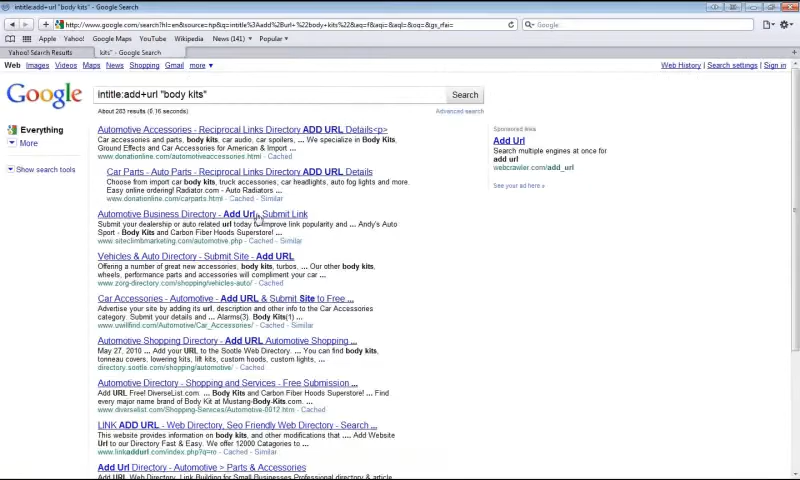 kits" - Google Search
intitle:add+url "body kits" - Google Search
http://www.google.com/search?hl=en&source=hp&q=intitle%3Aadd%2Burl+%22body+kits%22&aq=f&aqi=&aql=&oq=&gs_rfai=
Google
Apple Yahoo! Google Maps YouTube Wikipedia News (141) Popular
Yahoo! Search Results
Web Images Videos Maps News Shopping Gmail more
Web History | Search settings | Sign in
Google
intitle:add+url "body kits"
Search
About 283 results (0.16 seconds)
Advanced search
Everything
More
Show search tools
Automotive Accessories - Reciprocal Links Directory ADD URL Details<p>
Car accessories and parts, body kits, car audio, car spoilers, ... We specialize in Body Kits,
Ground Effects and Car Accessories for American & Import ...
www.donationline.com/automotiveaccessories.html - Cached
Car Parts - Auto Parts - Reciprocal Links Directory ADD URL Details
Choose from import car body kits, truck accessories, car headlights, auto fog lights and more.
Easy online ordering! Radiator.com - Auto Radiators ...
www.donationline.com/carparts.html - Cached - Similar
Automotive Business Directory - Add Url, Submit Link
Submit your dealership or auto related url today to improve link popularity and ... Andy's Auto
Sport - Body Kits and Carbon Fiber Hoods Superstore! ...
www.siteclimbmarketing.com/automotive.php - Cached - Similar
Vehicles & Auto Directory - Submit Site - Add URL
Offering a number of great new accessories, body kits, turbos, ... Our other body kits,
wheels, performance parts and accessories will compliment your car ...
www.zorg-directory.com/shopping/vehicles-auto/ - Cached
Car Accessories - Automotive - Add URL & Submit Site to Free ...
Advertise your site by adding its url, description and other info to the Car Accessories
category. Submit your details and ... Alarms(3). Body Kits(1) ...
www.uwillfind.com/Automotive/Car_Accessories/ - Cached - Similar
Automotive Shopping Directory - Add URL Automotive Shopping ...
May 27, 2010 ... Add your URL to the Sootle Web Directory. ... You can find body kits,
tonneau covers, lowering kits, lift kits, custom hoods, custom lights, ...
directory.sootle.com/shopping/automotive/ - Cached
Automotive Directory - Shopping and Services - Free Submission ...
Add URL FREE! DiverseList.com. ... Body Kits and Carbon Fiber Hoods Superstore! ... Find
every major name brand of Body Kit at Mustang-Body-Kits.com. ...
www.diverselist.com/Shopping-Services/Automotive-0912.htm - Cached
LINK ADD URL - Web Directory, Seo Friendly Web Directory - Search ...
This website provides information on body kits, and other modifications that .... Add Website
Url to our Directory Fast & Easy. We offer 12000 Catagories to ...
www.linkaddurl.com/index.php?q=ro - Cached - Similar
Add Url Directory - Automotive > Parts & Accessories
Add URL Web Directory, Link Building for Small Businesses Professional directory & article
Sponsored links
Add Url
Search multiple engines at once for
add url
webcrawler.com/add_url
See your ad here »